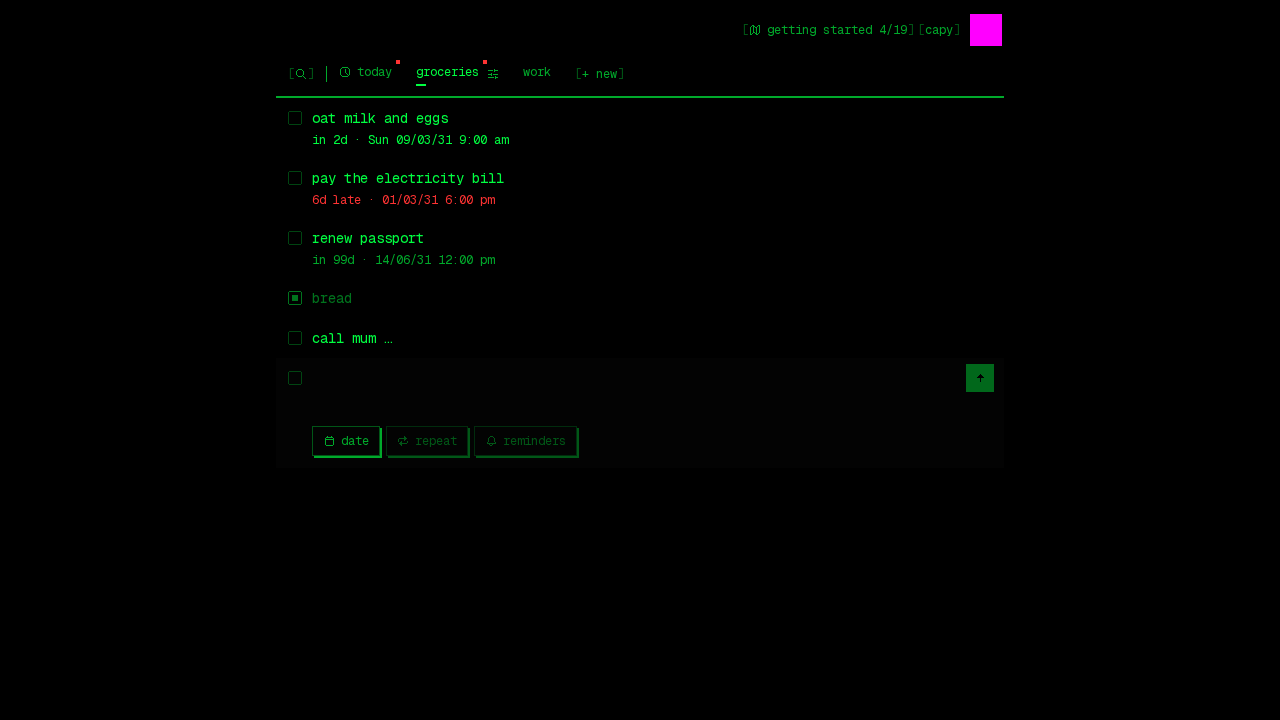 [getting started 4/19] [capy]
[] today groceries work [+ new]
oat milk and eggs
in 2d · Sun 09/03/31 9:00 am
pay the electricity bill
6d late · 01/03/31 6:00 pm
renew passport
in 99d · 14/06/31 12:00 pm
bread
call mum …
date repeat reminders